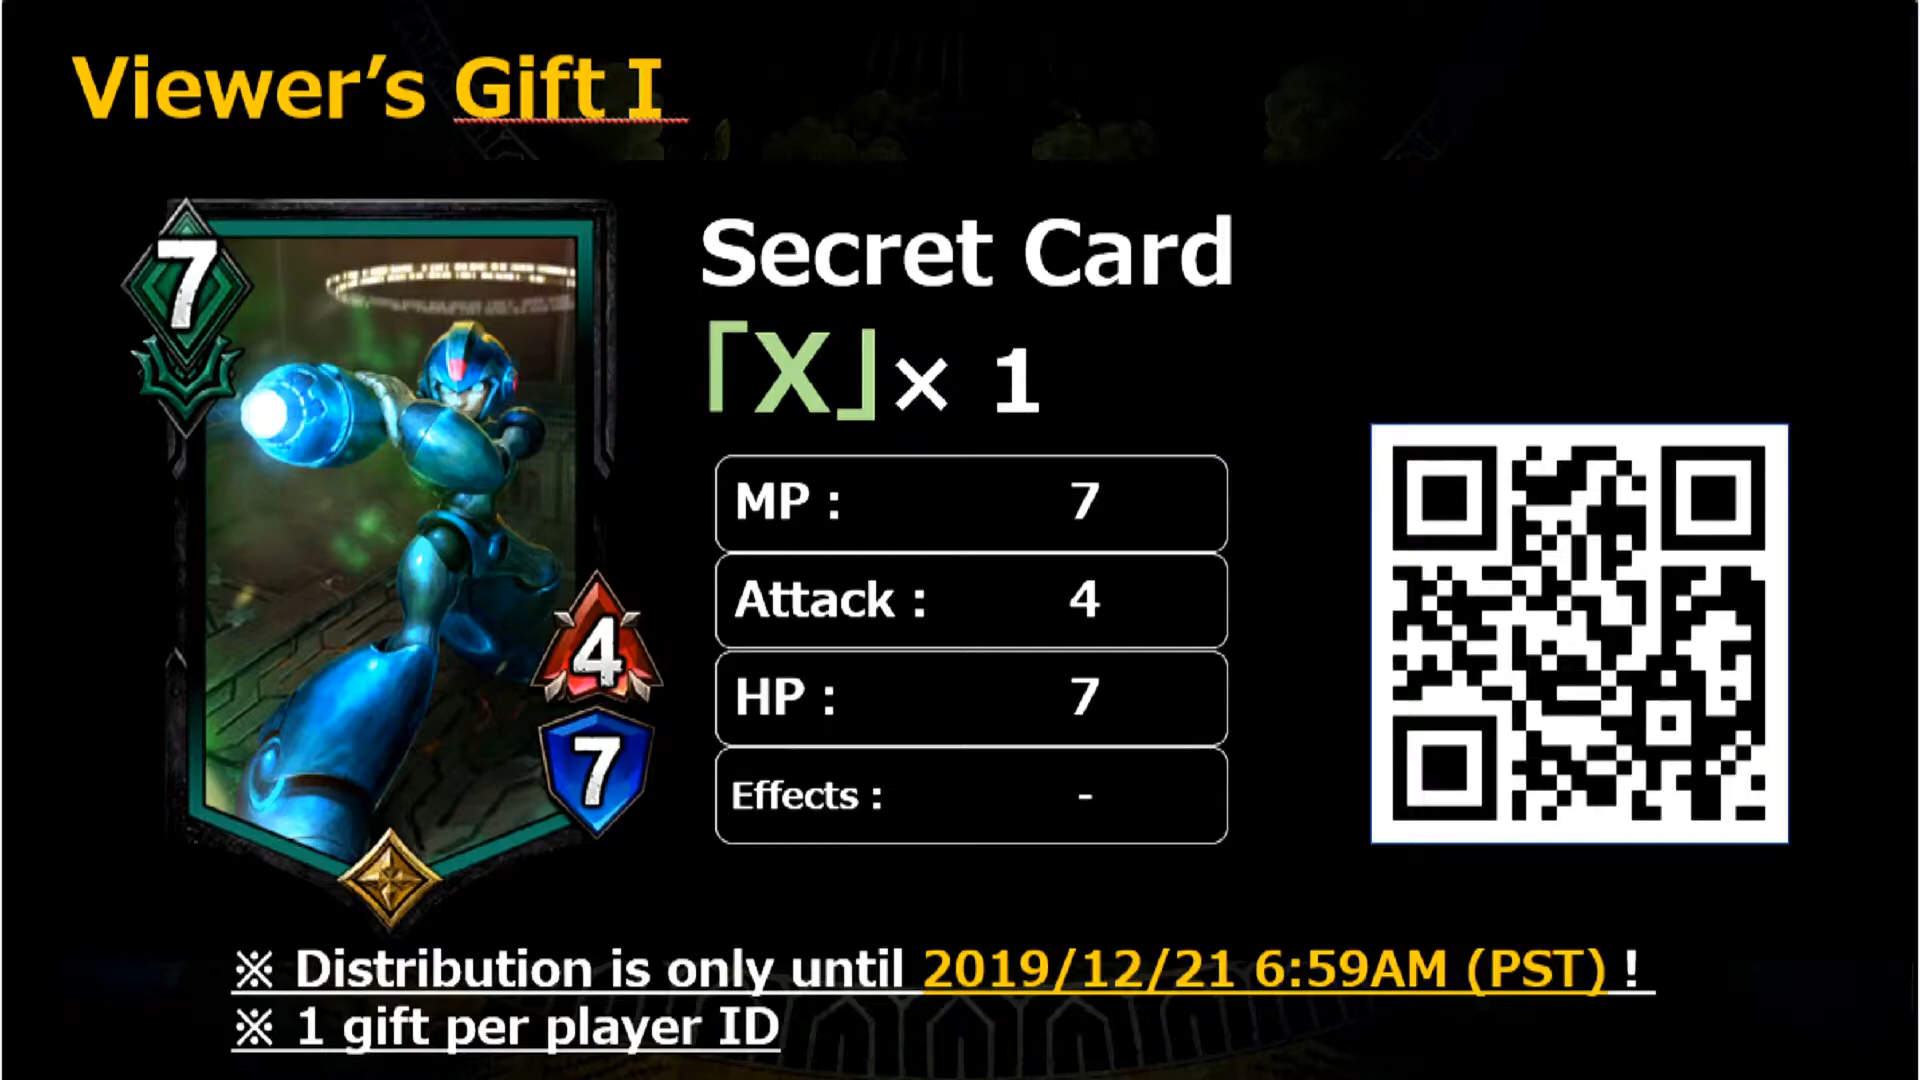 Viewer’s Gift I
7
4
7
Secret Card
「X」× 1
MP : 7
Attack : 4
HP : 7
Effects : -
※ Distribution is only until 2019/12/21 6:59AM (PST) !
※ 1 gift per player ID